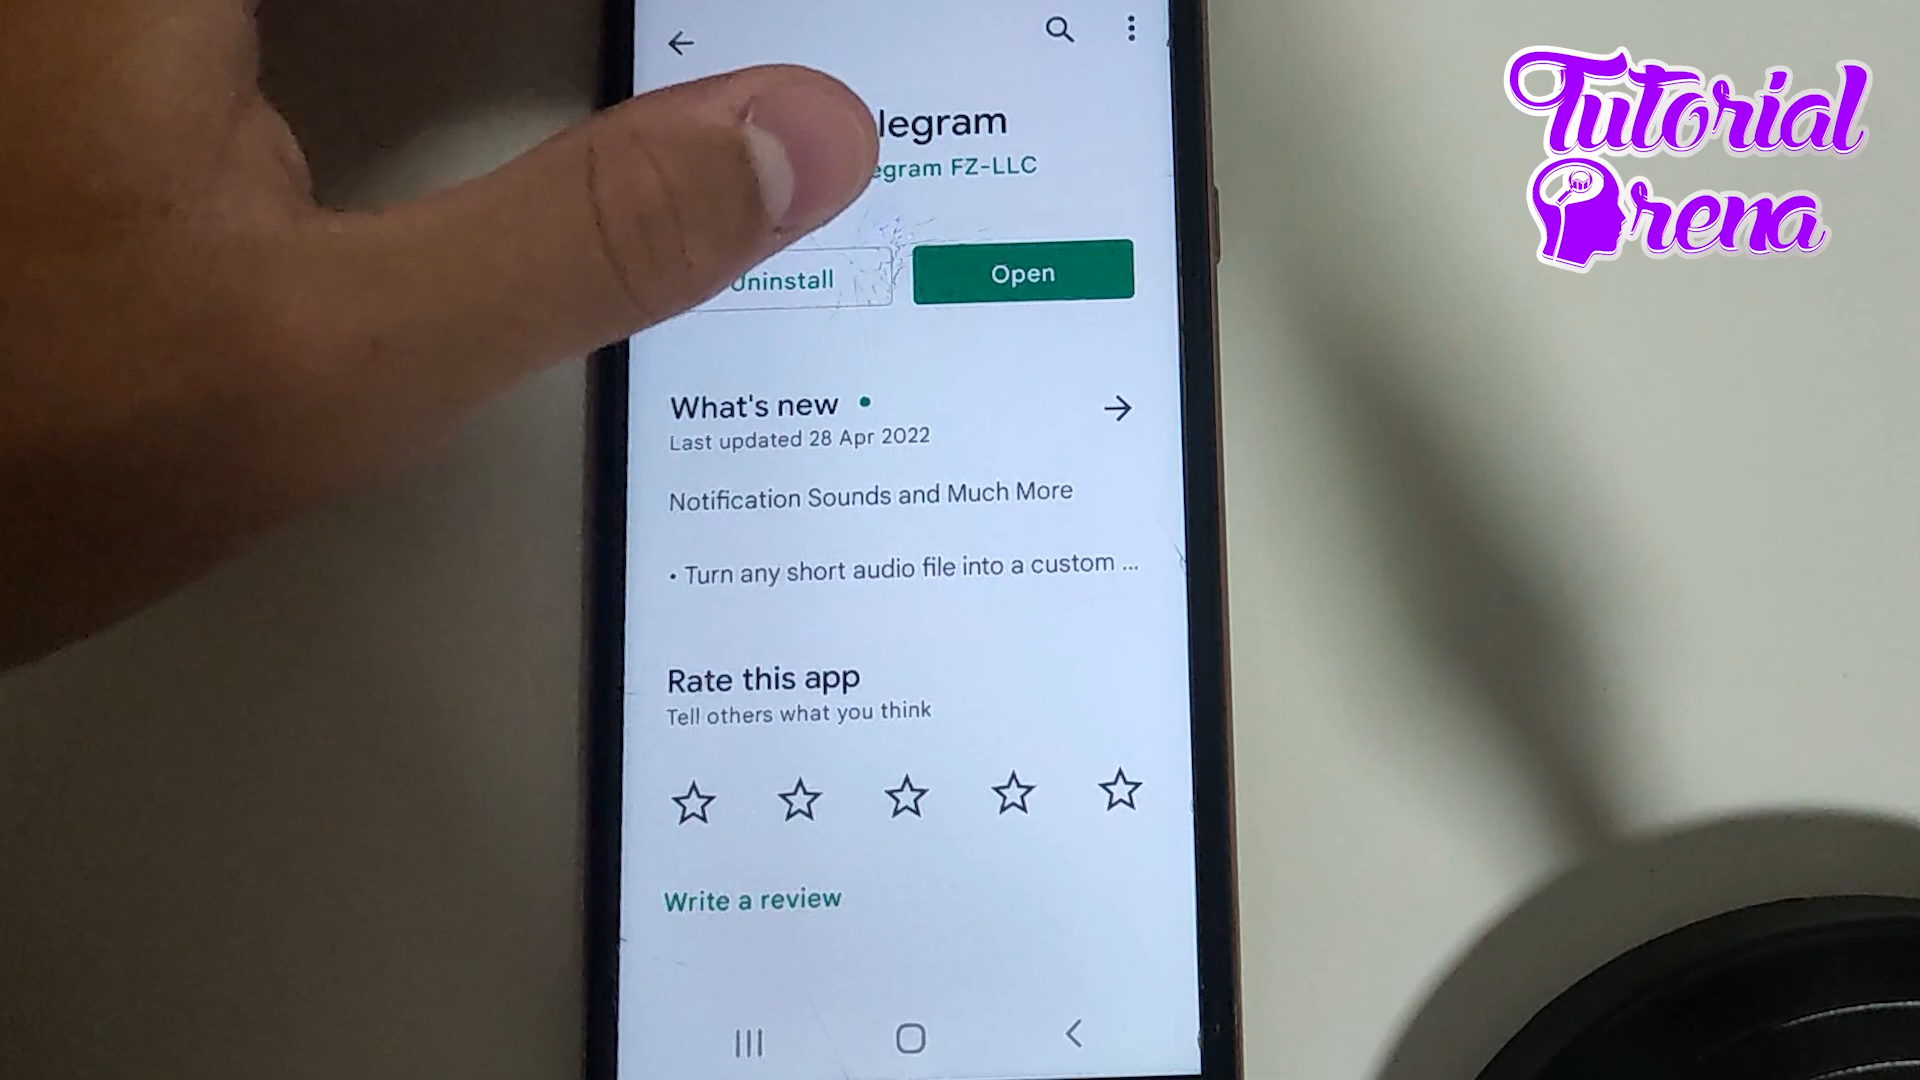 Tutorial
Arena
legram
egram FZ-LLC
Uninstall
Open
What's new
Last updated 28 Apr 2022
Notification Sounds and Much More
• Turn any short audio file into a custom ...
Rate this app
Tell others what you think
Write a review